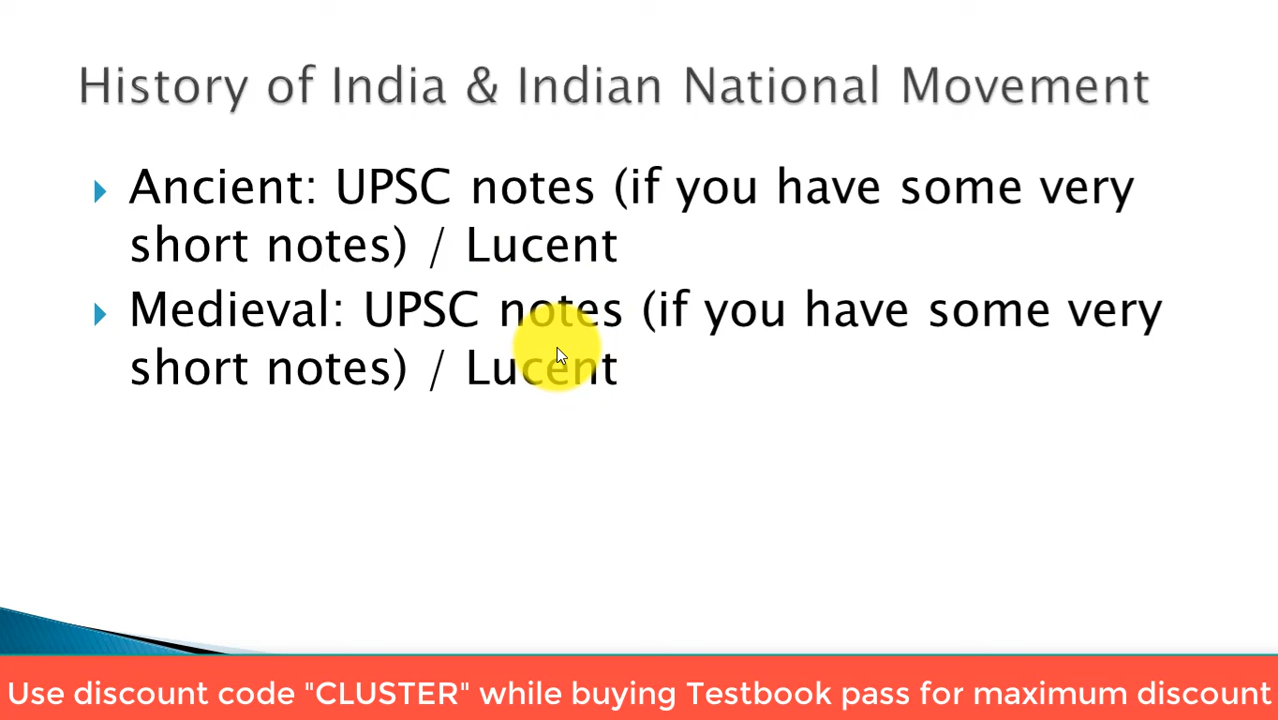 History of India & Indian National Movement
Ancient: UPSC notes (if you have some very
short notes) / Lucent
Medieval: UPSC notes (if you have some very
short notes) / Lucent
Use discount code "CLUSTER" while buying Testbook pass for maximum discount